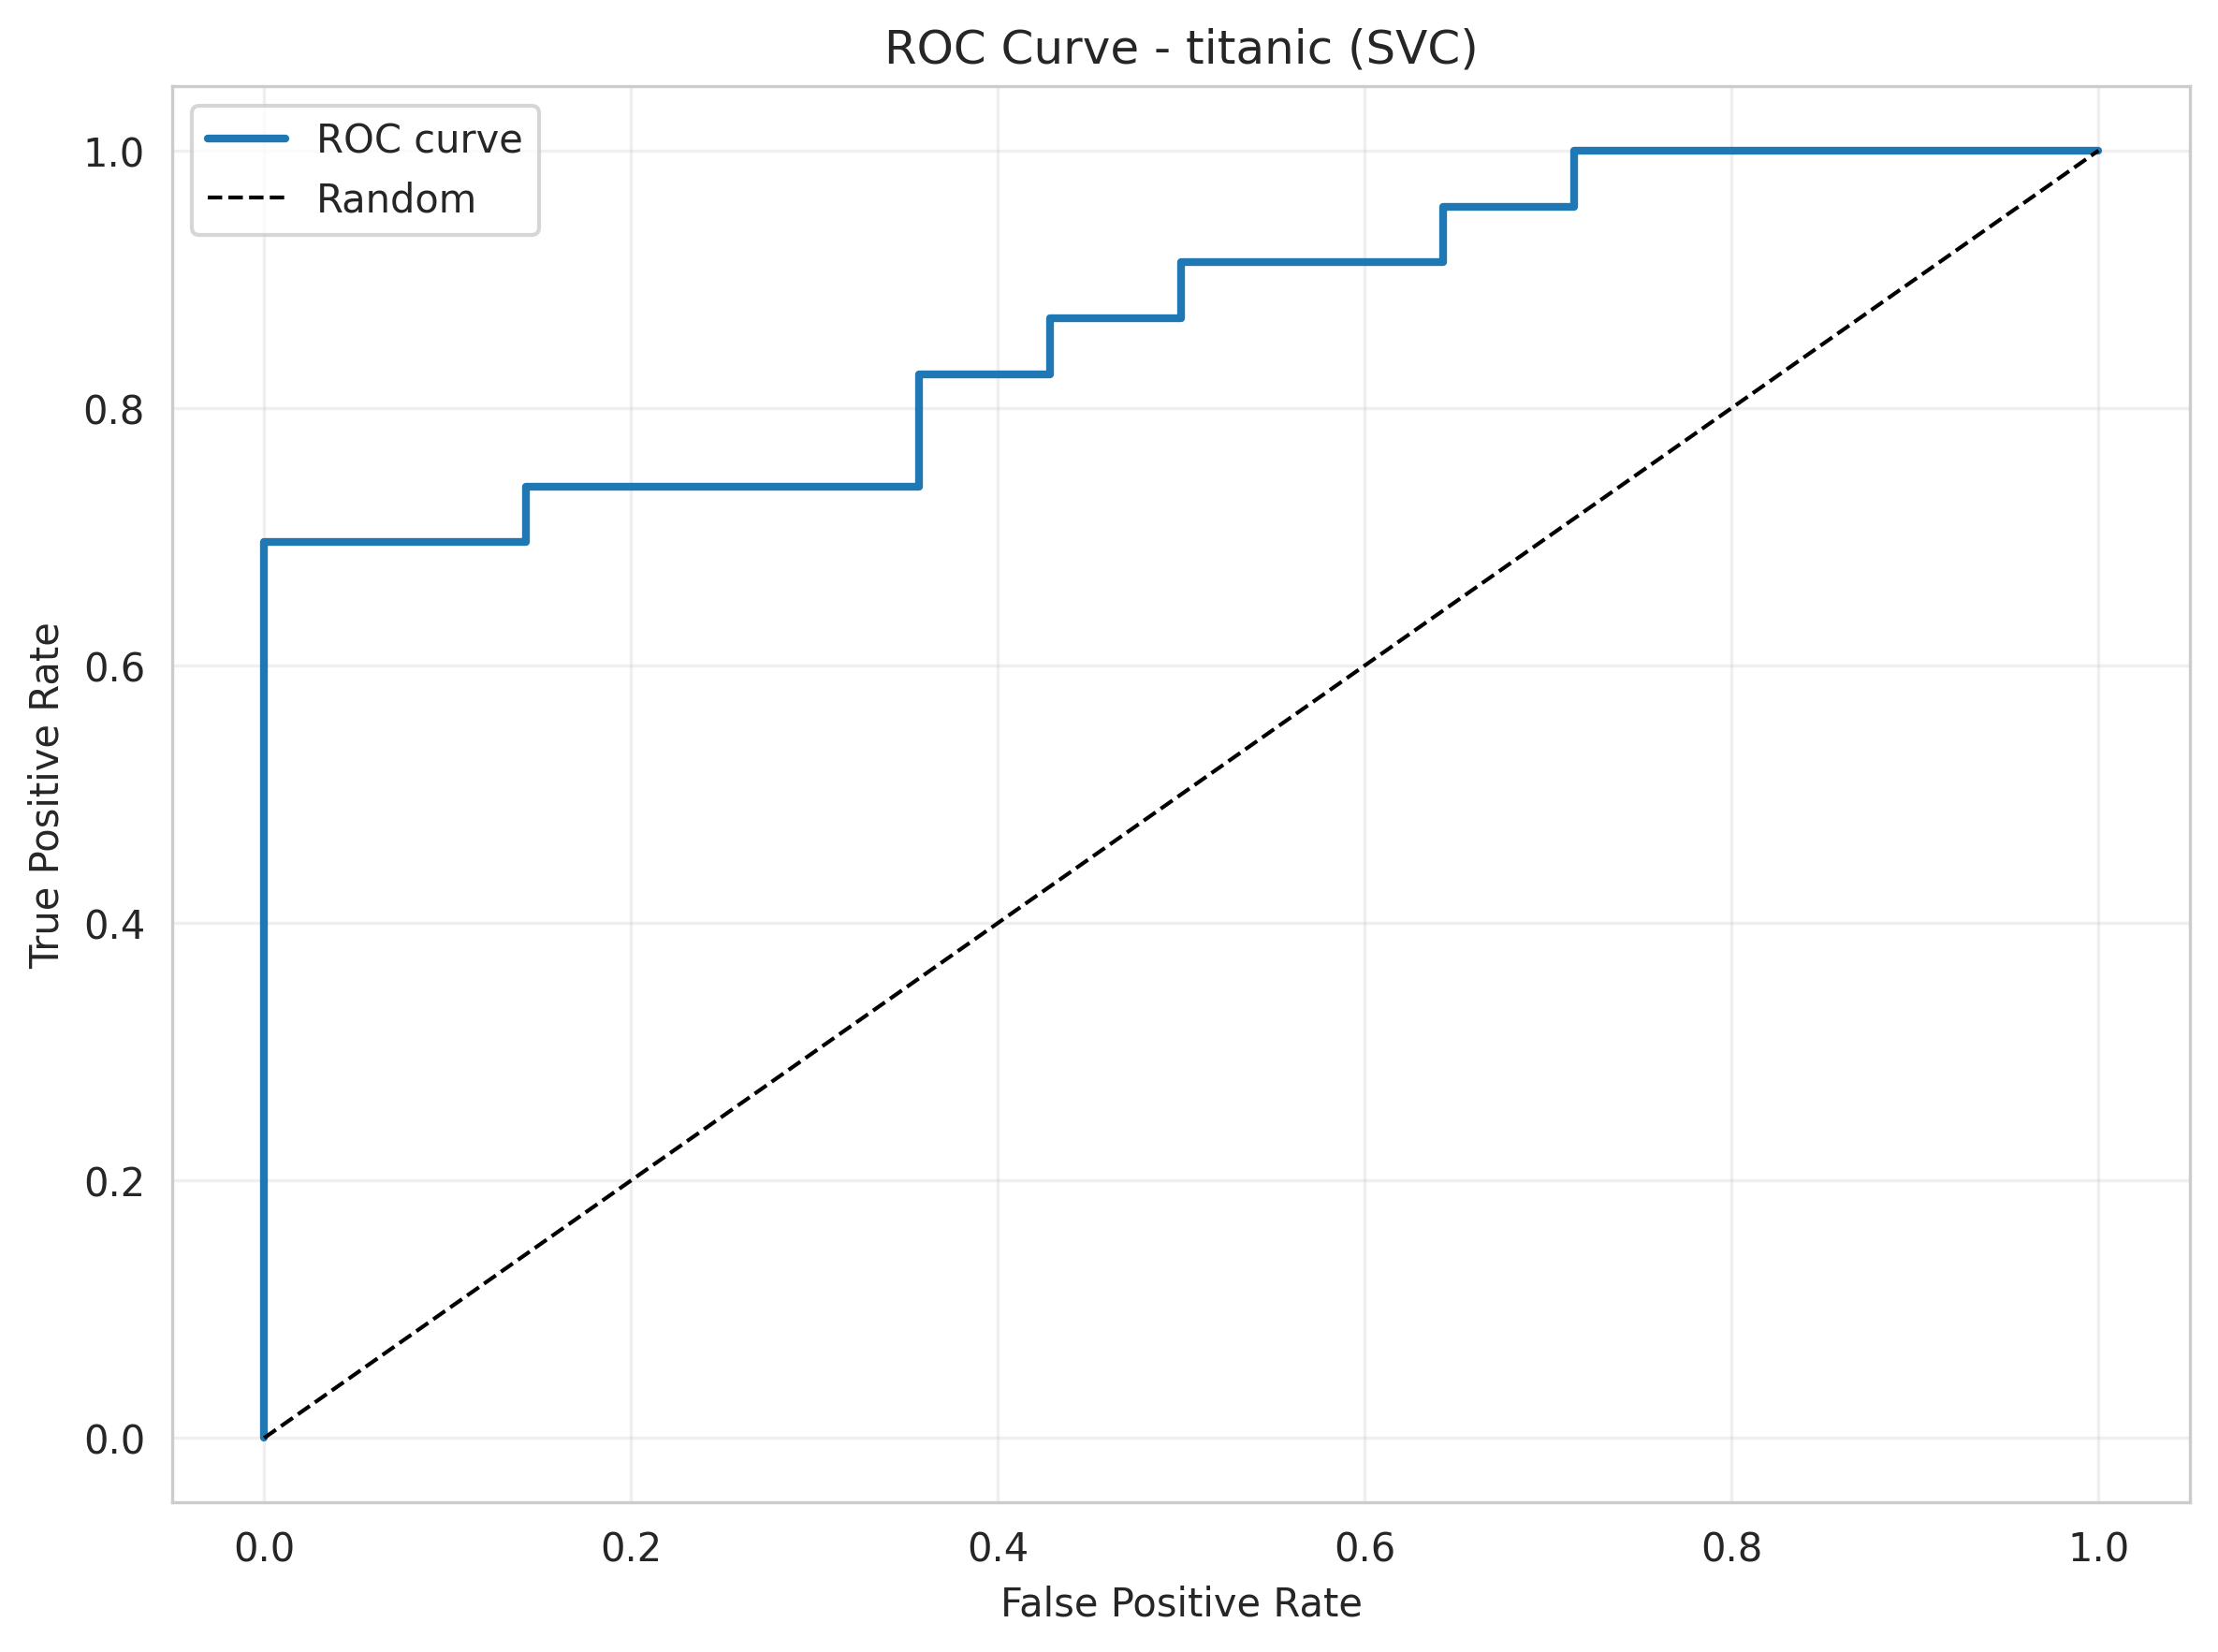 ROC Curve - titanic (SVC)
ROC curve
Random
1.0
0.8
0.6
0.4
0.2
0.0
True Positive Rate
0.0 0.2 0.4 0.6 0.8 1.0
False Positive Rate